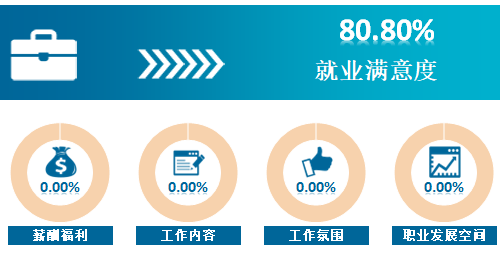 80.80%
就业满意度
0.00%
0.00%
0.00%
0.00%
薪酬福利
工作内容
工作氛围
职业发展空间